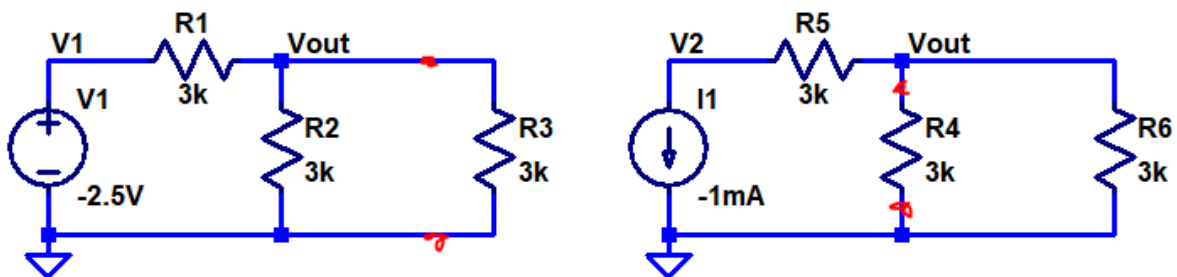 V1 R1 Vout V2 R5 Vout
V1 3k I1 3k
R2 R3 R4 R6
3k 3k 3k 3k
-2.5V -1mA